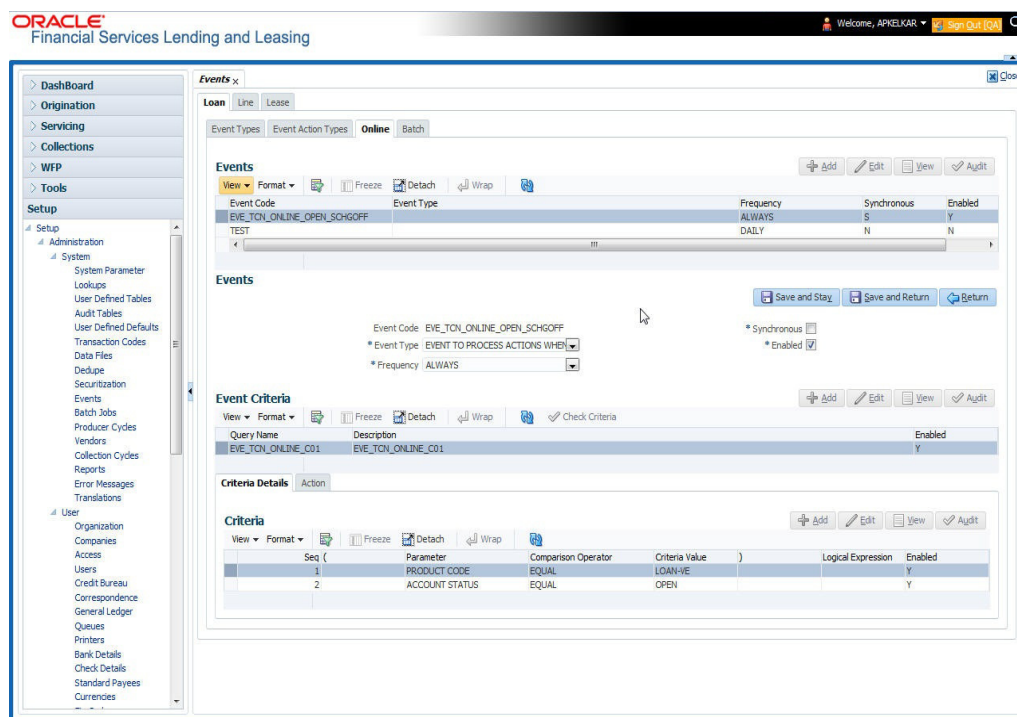 ORACLE
Financial Services Lending and Leasing
Welcome, APKELKAR
Sign Out [QA]
DashBoard
Origination
Servicing
Collections
WFP
Tools
Setup
Setup
Administration
System
System Parameter
Lookups
User Defined Tables
Audit Tables
User Defined Defaults
Transaction Codes
Data Files
Dedupe
Securitization
Events
Batch Jobs
Producer Cycles
Vendors
Collection Cycles
Reports
Error Messages
Translations
User
Organization
Companies
Access
Users
Credit Bureau
Correspondence
General Ledger
Queues
Printers
Bank Details
Check Details
Standard Payees
Currencies
Events
Close
Loan Line Lease
Event Types Event Action Types Online Batch
Events
Add Edit View Audit
View Format Freeze Detach Wrap
Event Code Event Type Frequency Synchronous Enabled
EVE_TCN_ONLINE_OPEN_SCHGOFF ALWAYS S Y
TEST DAILY N N
Events
Save and Stay Save and Return Return
Event Code EVE_TCN_ONLINE_OPEN_SCHGOFF
* Synchronous
* Event Type EVENT TO PROCESS ACTIONS WHEN
* Enabled
* Frequency ALWAYS
Event Criteria
Add Edit View Audit
View Format Freeze Detach Wrap Check Criteria
Query Name Description Enabled
EVE_TCN_ONLINE_C01 EVE_TCN_ONLINE_C01 Y
Criteria Details Action
Criteria
Add Edit View Audit
View Format Freeze Detach Wrap
Seq ( Parameter Comparison Operator Criteria Value ) Logical Expression Enabled
1 PRODUCT CODE EQUAL LOAN-VE Y
2 ACCOUNT STATUS EQUAL OPEN Y